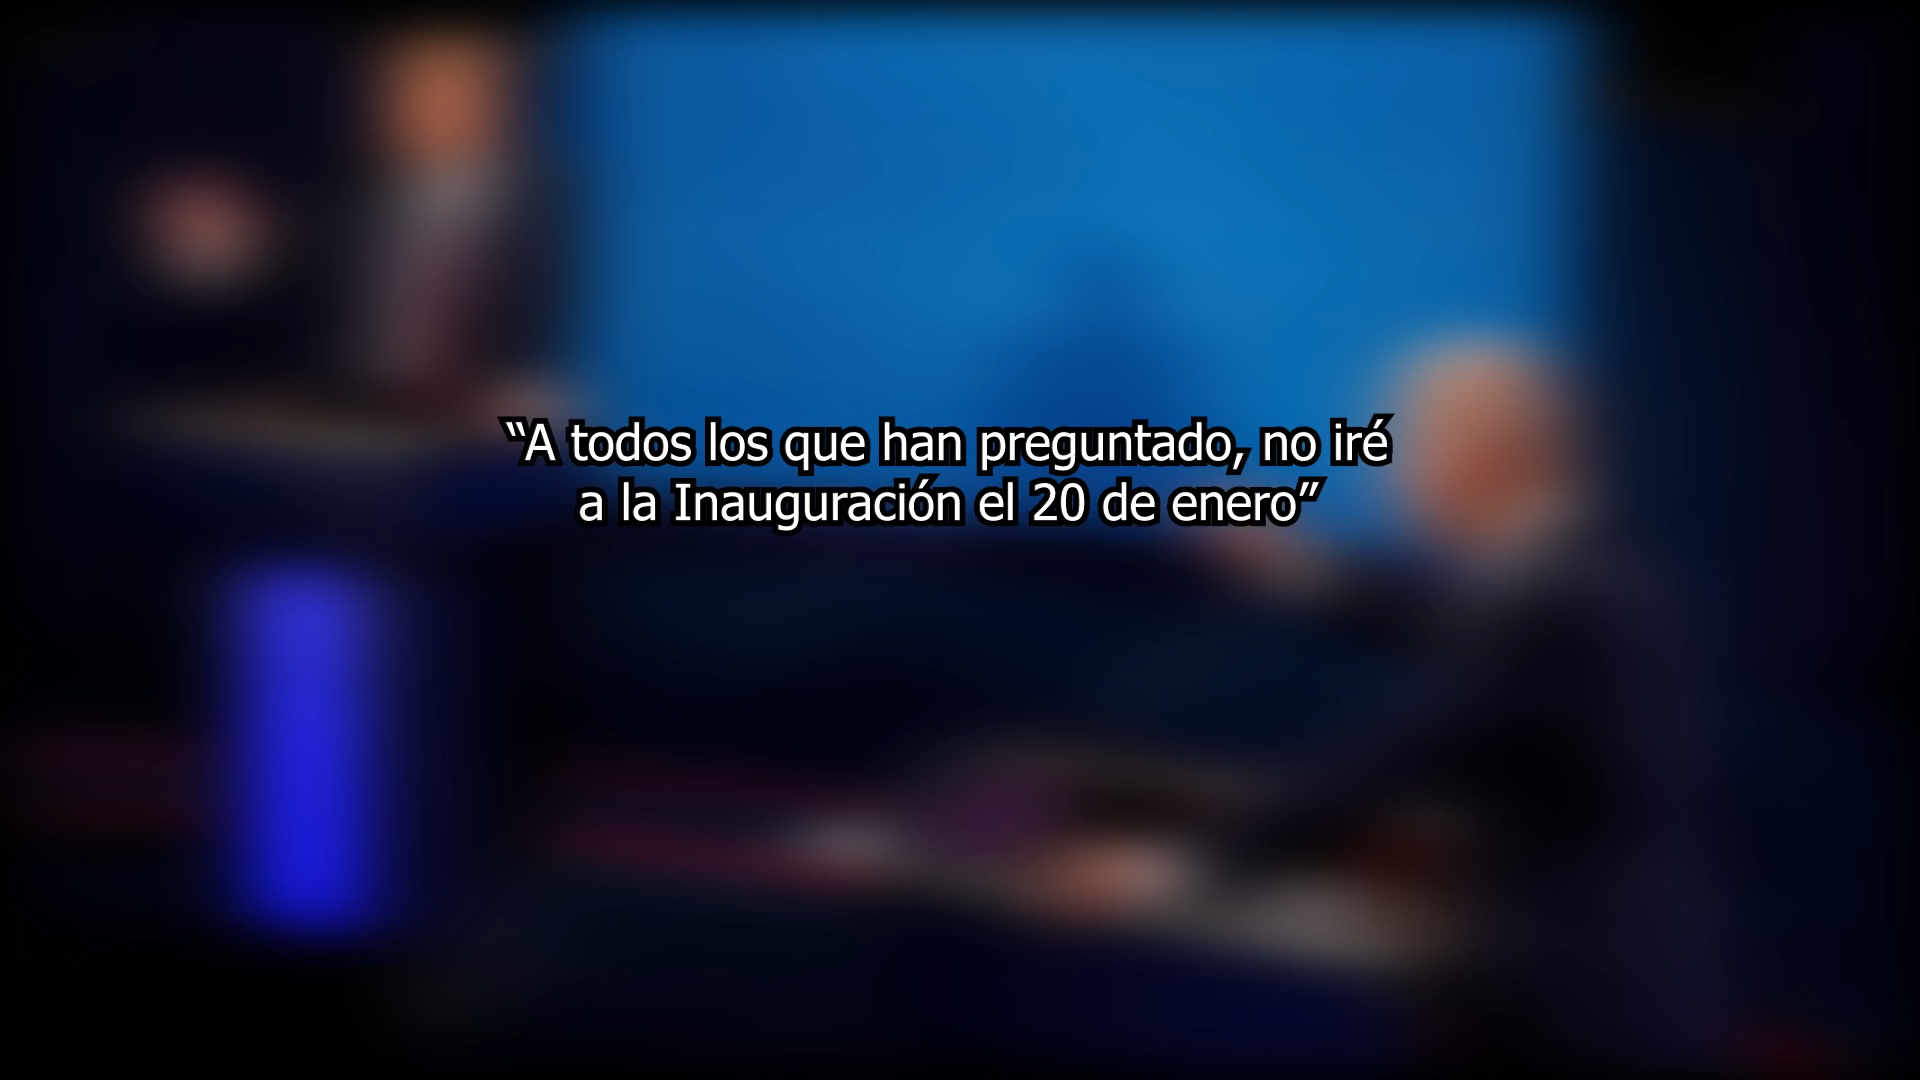 “A todos los que han preguntado, no iré
a la Inauguración el 20 de enero”